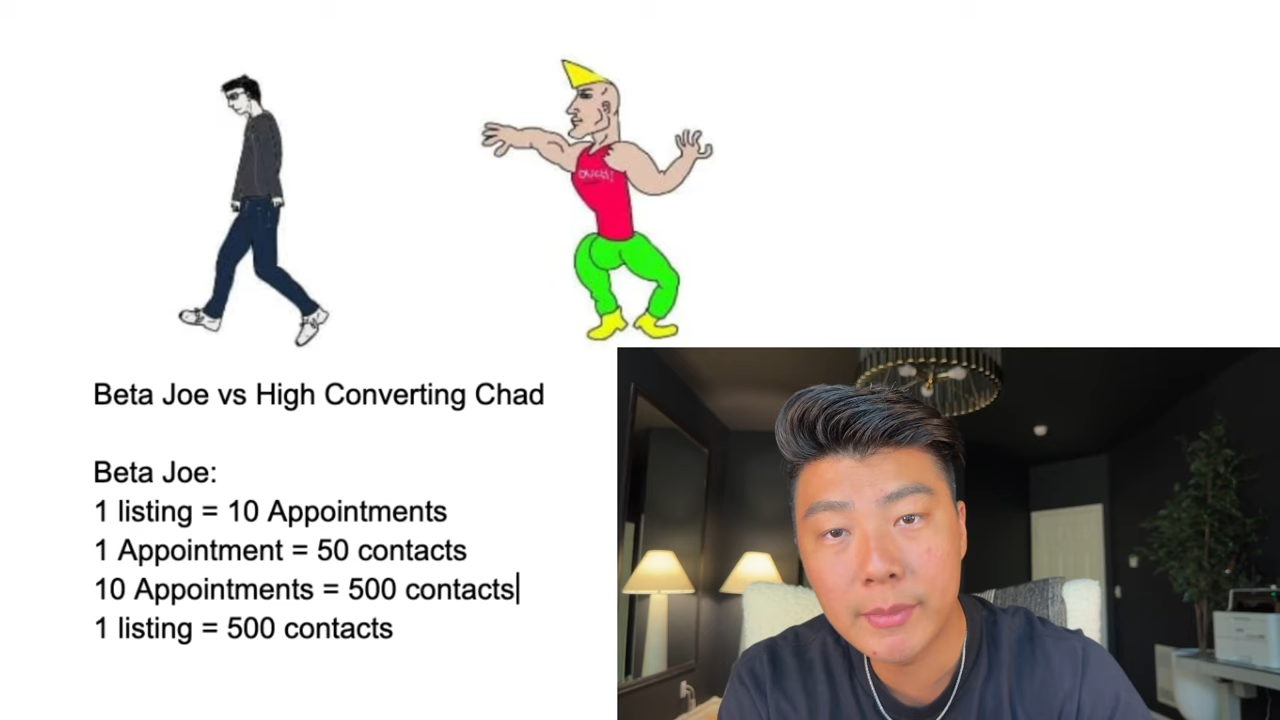 OUCH!
Beta Joe vs High Converting Chad
Beta Joe:
1 listing = 10 Appointments
1 Appointment = 50 contacts
10 Appointments = 500 contacts
1 listing = 500 contacts